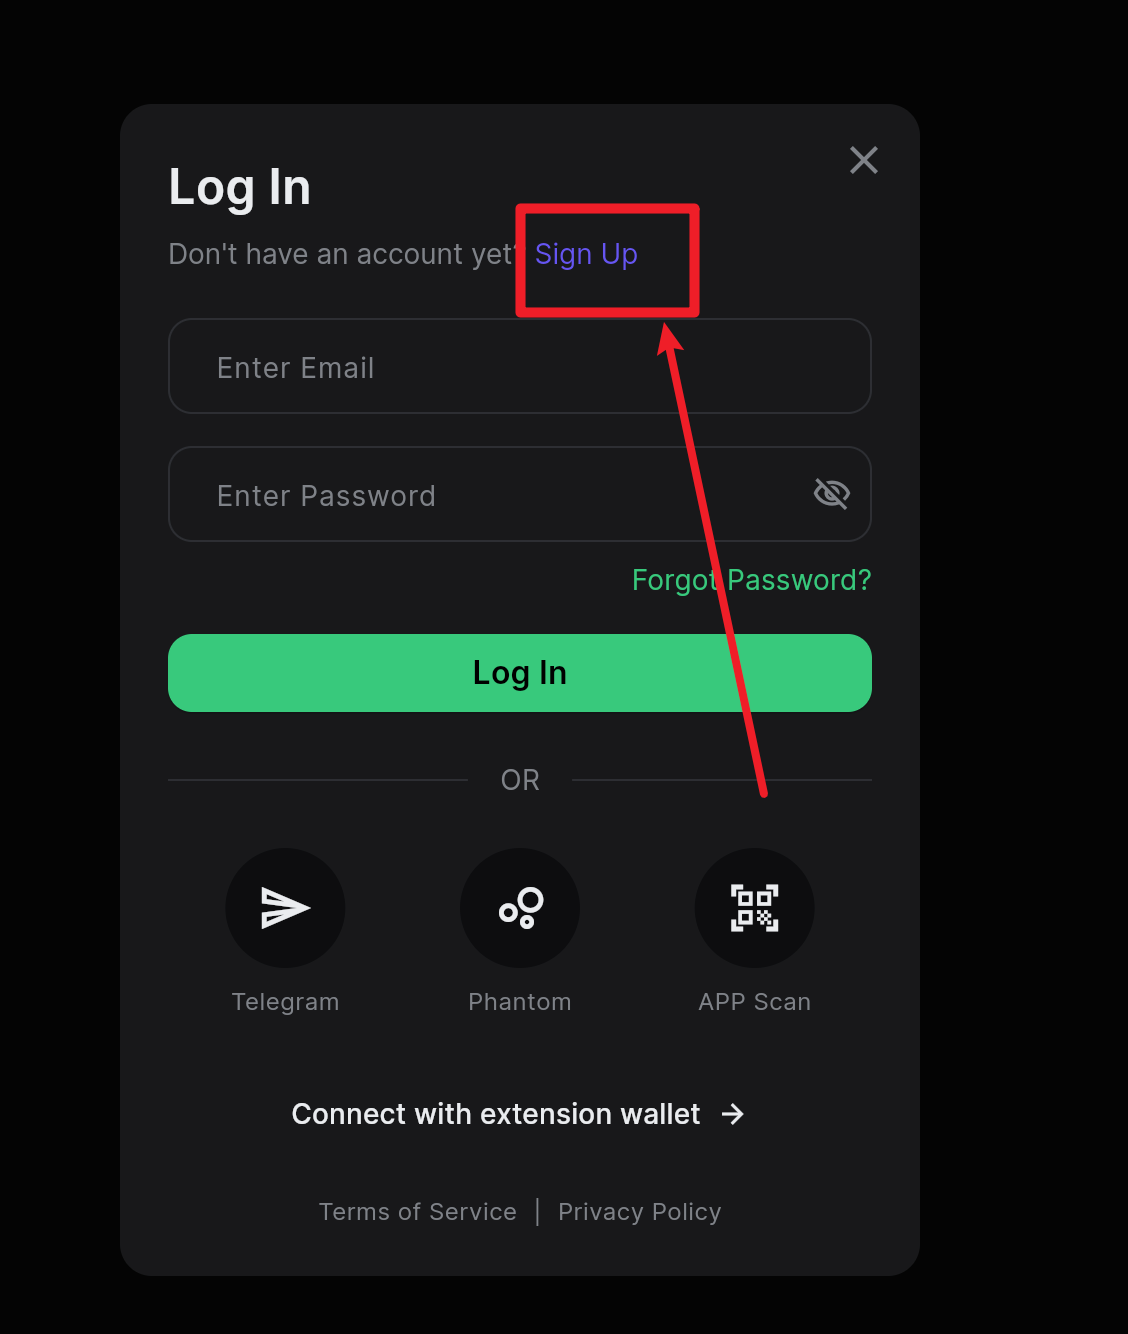 Log In
Don't have an account yet? Sign Up
Enter Email
Enter Password
Forgot Password?
Log In
OR
Telegram
Phantom
APP Scan
Connect with extension wallet
Terms of Service | Privacy Policy